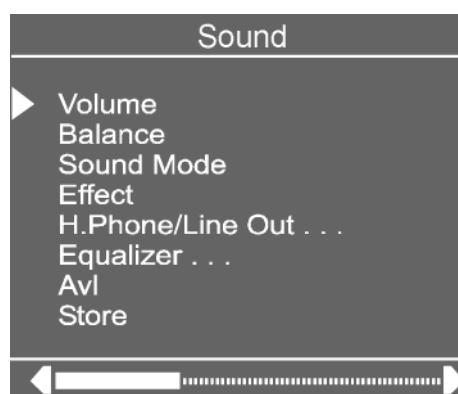 Sound
Volume
Balance
Sound Mode
Effect
H.Phone/Line Out . . .
Equalizer . . .
Avl
Store